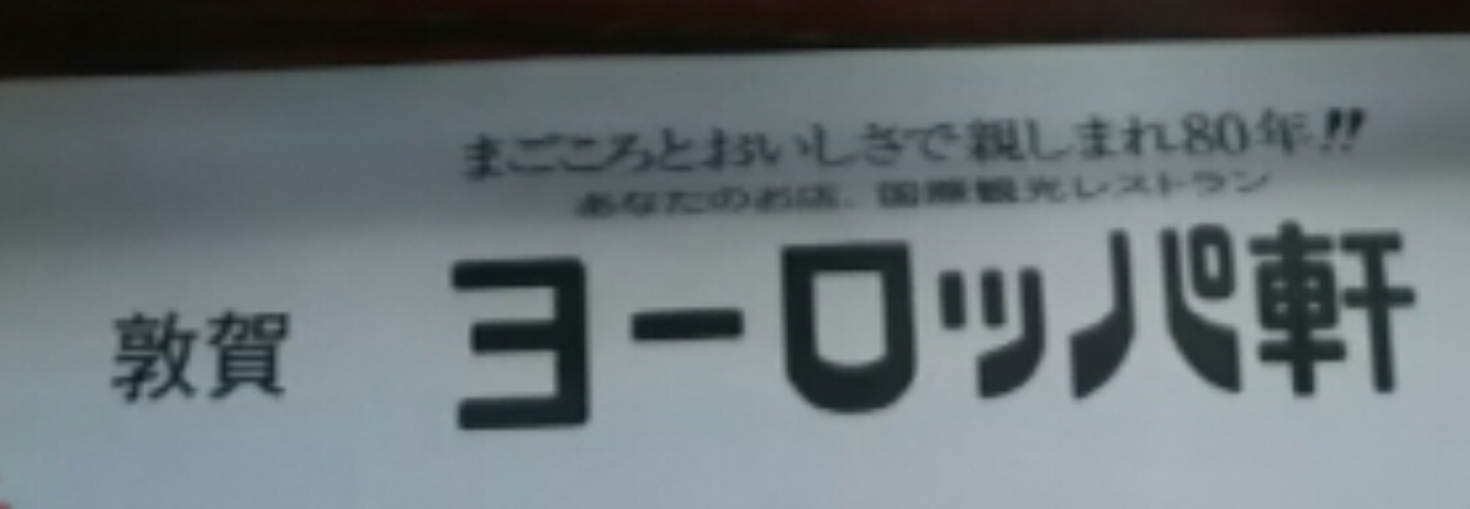 まごころとおいしさで親しまれ80年!!
あなたのお店、国際観光レストラン
敦賀 ヨーロッパ軒